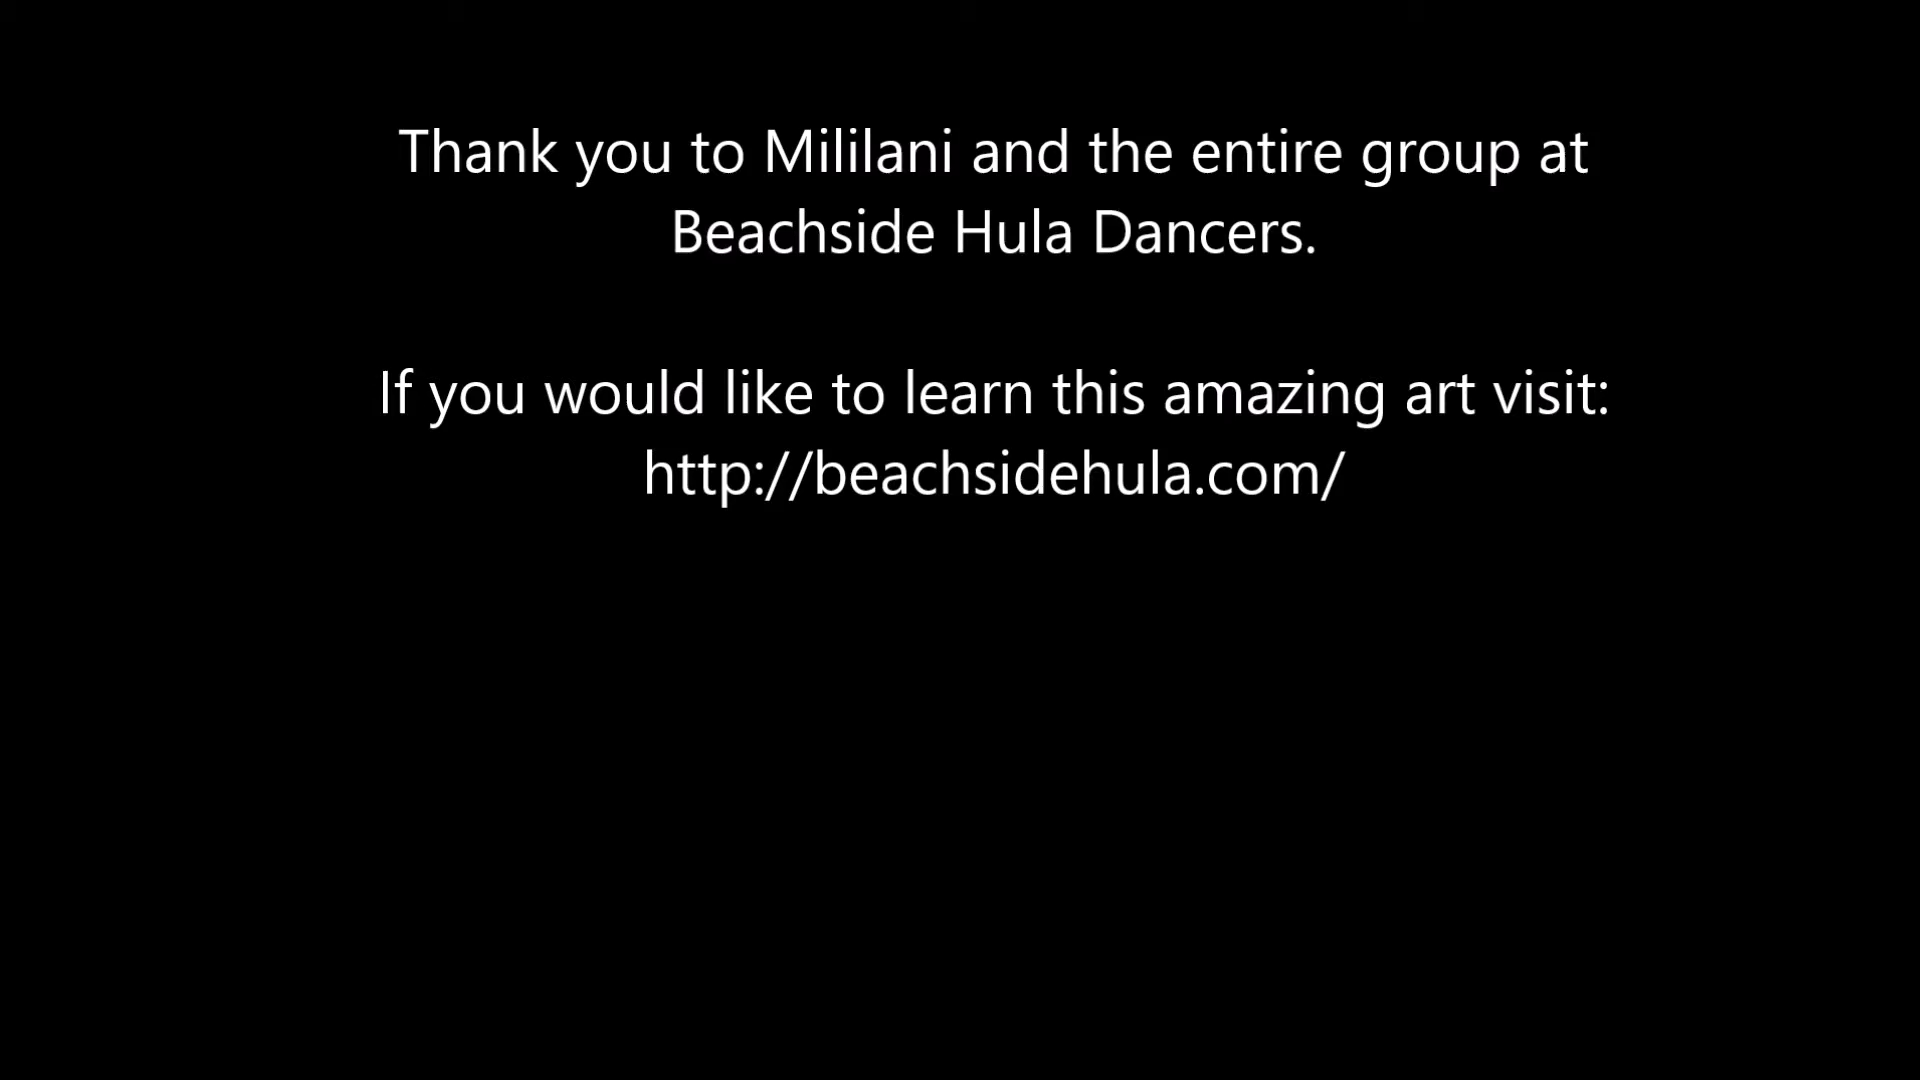 Thank you to Mililani and the entire group at
Beachside Hula Dancers.
If you would like to learn this amazing art visit:
http://beachsidehula.com/